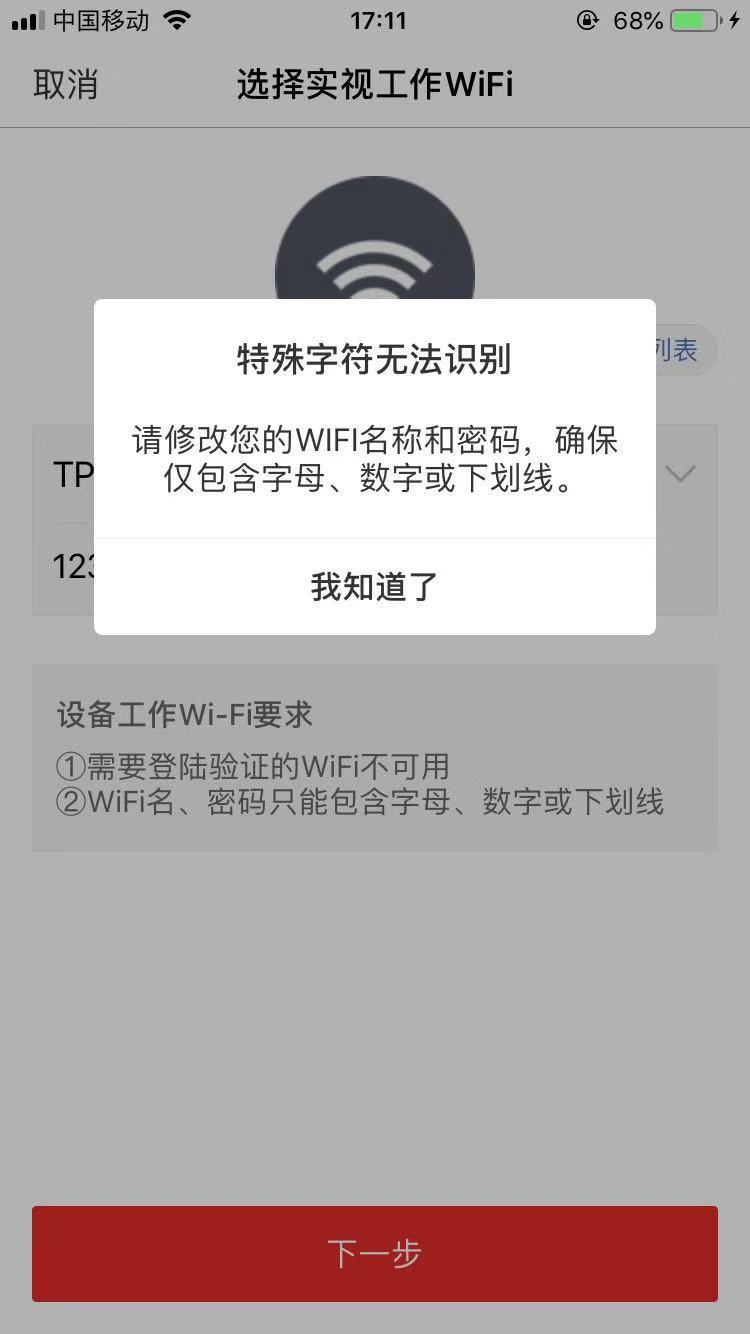 中国移动
17:11
68%
取消
选择实视工作WiFi
列表
特殊字符无法识别
请修改您的WIFI名称和密码，确保
仅包含字母、数字或下划线。
TP
123
我知道了
设备工作Wi-Fi要求
①需要登陆验证的WiFi不可用
②WiFi名、密码只能包含字母、数字或下划线
下一步